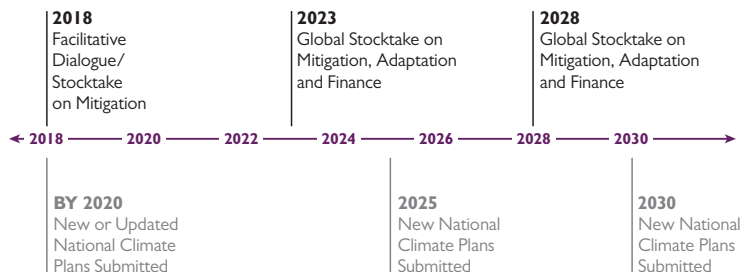 2018
Facilitative
Dialogue/
Stocktake
on Mitigation
2023
Global Stocktake on
Mitigation, Adaptation
and Finance
2028
Global Stocktake on
Mitigation, Adaptation
and Finance
2018 2020 2022 2024 2026 2028 2030
BY 2020
New or Updated
National Climate
Plans Submitted
2025
New National
Climate Plans
Submitted
2030
New National
Climate Plans
Submitted